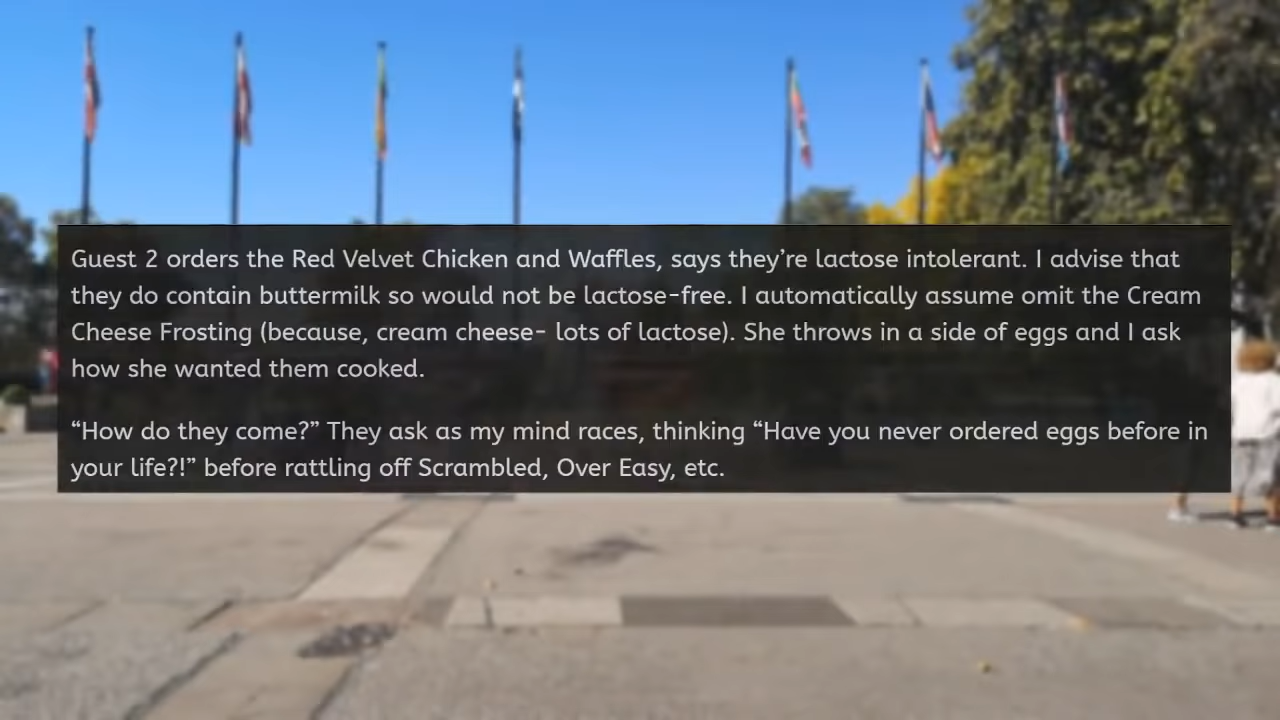 Guest 2 orders the Red Velvet Chicken and Waffles, says they’re lactose intolerant. I advise that
they do contain buttermilk so would not be lactose-free. I automatically assume omit the Cream
Cheese Frosting (because, cream cheese- lots of lactose). She throws in a side of eggs and I ask
how she wanted them cooked.
“How do they come?” They ask as my mind races, thinking “Have you never ordered eggs before in
your life?!” before rattling off Scrambled, Over Easy, etc.